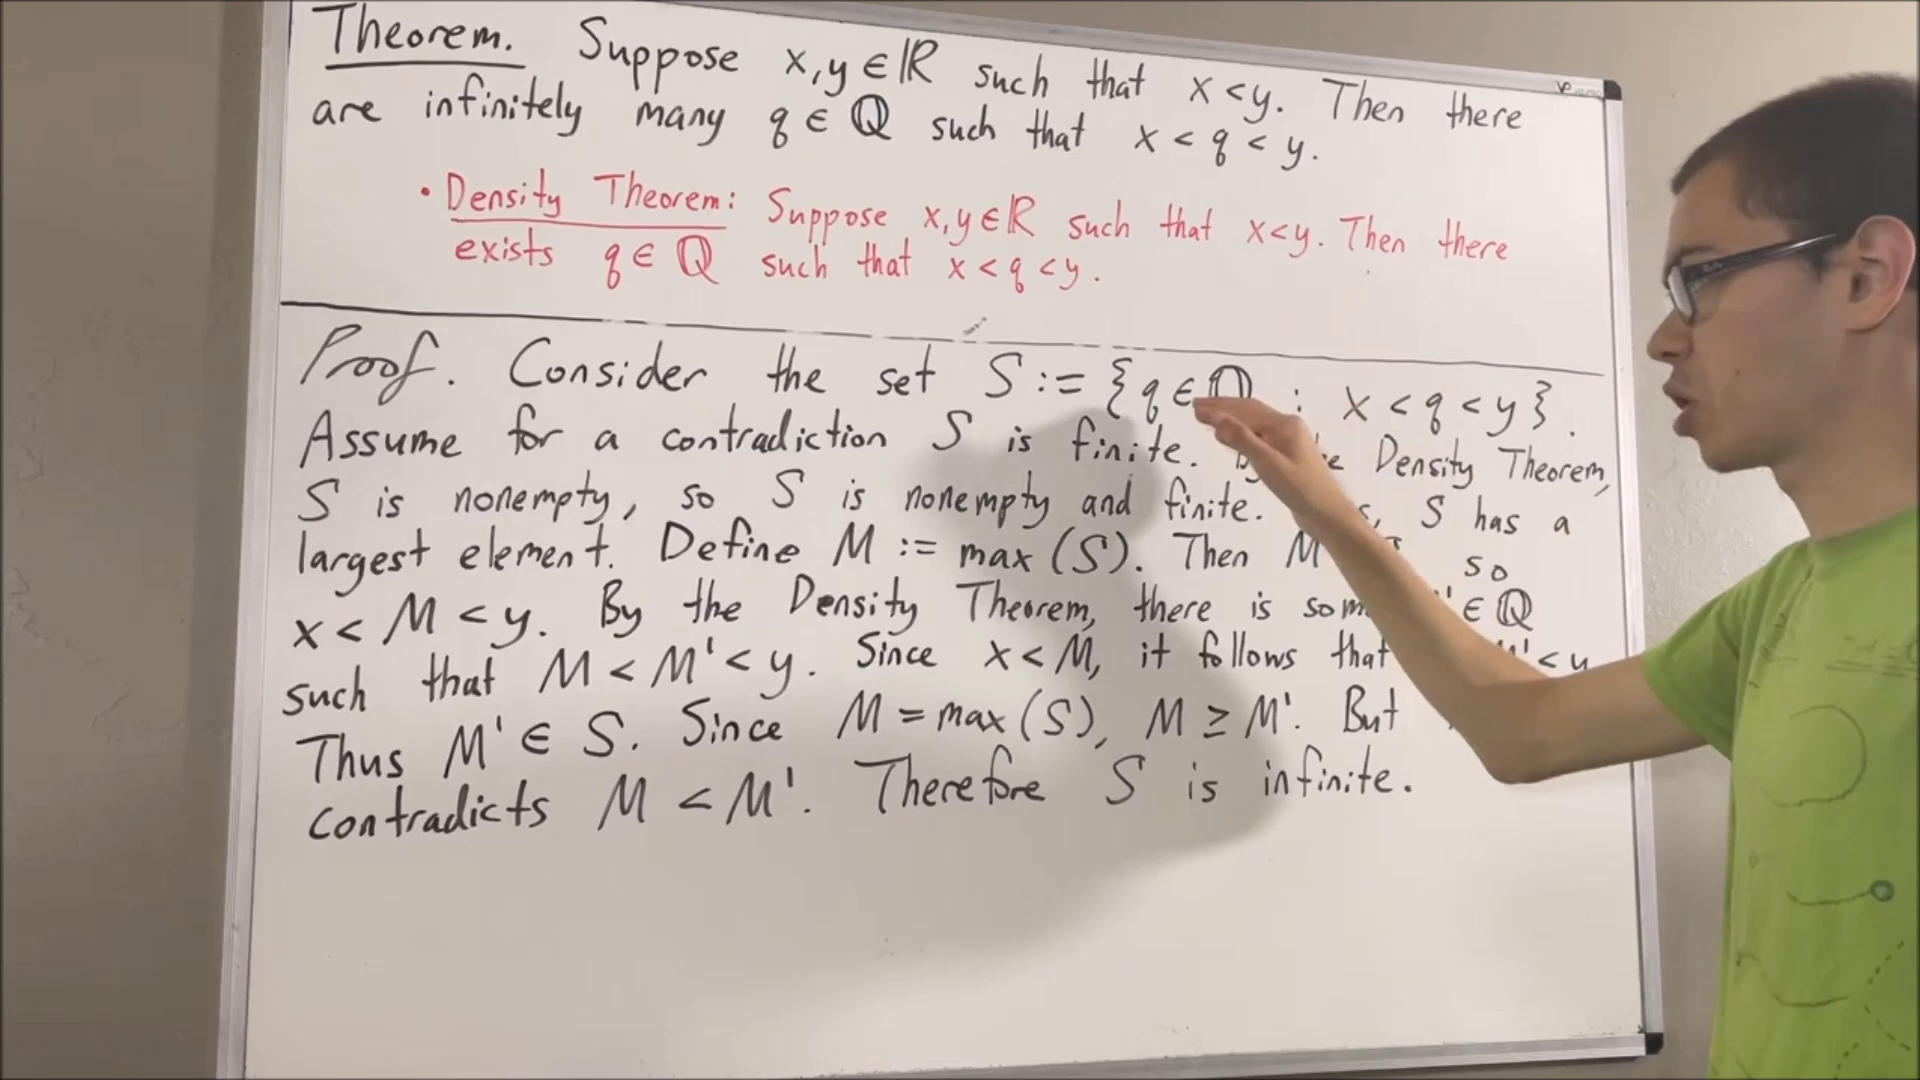 Theorem. Suppose x, y ∈ ℝ such that x < y. Then there
are infinitely many q ∈ ℚ such that x < q < y.
• Density Theorem: Suppose x, y ∈ ℝ such that x < y. Then there
exists q ∈ ℚ such that x < q < y.
Proof. Consider the set S := {q ∈ ℚ : x < q < y}.
Assume for a contradiction S is finite. Density Theorem,
S is nonempty, so S is nonempty and finite. S has a
largest element. Define M := max(S). Then M so
x < M < y. By the Density Theorem, there is ∈ ℚ
such that M < M' < y. Since x < M, it follows that < y
Thus M' ∈ S. Since M = max(S), M ≥ M'. But
contradicts M < M'. Therefore S is infinite.